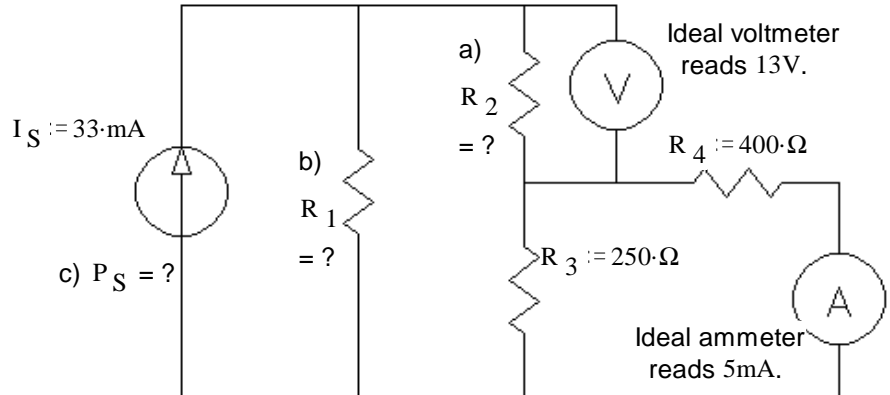 a)
Ideal voltmeter
reads 13V.
V
R 2
= ?
I S := 33·mA
R 4 := 400·Ω
b)
R 1
= ?
c) P S = ?
R 3 := 250·Ω
A
Ideal ammeter
reads 5mA.